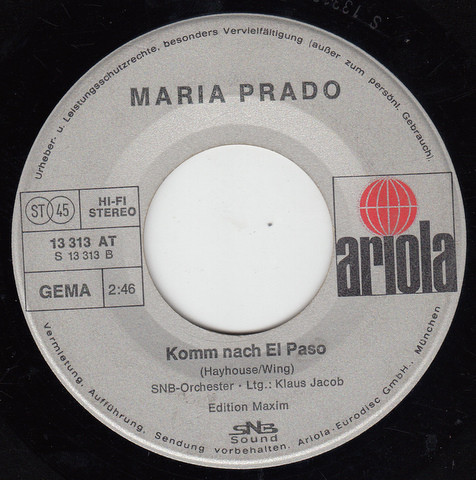 Urheber- u. Leistungsschutzrechte, besonders Vervielfältigung (außer zum persönl. Gebrauch),
MARIA PRADO
ST 45
HI-FI
STEREO
13 313 AT
S 13 313 B
GEMA 2:46
ariola
Komm nach El Paso
(Hayhouse/Wing)
SNB-Orchester · Ltg.: Klaus Jacob
Edition Maxim
SNB
Sound
Vermietung, Aufführung, Sendung vorbehalten. Ariola-Eurodisc GmbH., München